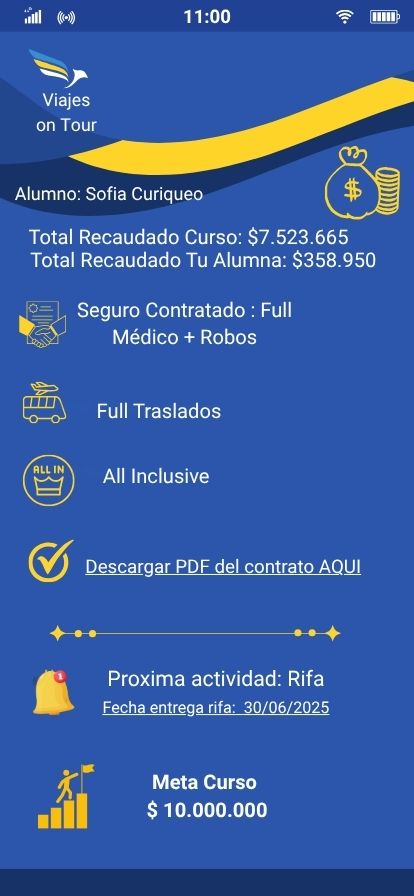 11:00
Viajes
on Tour
Alumno: Sofia Curiqueo
Total Recaudado Curso: $7.523.665
Total Recaudado Tu Alumna: $358.950
Seguro Contratado : Full
Médico + Robos
Full Traslados
ALL IN
All Inclusive
Descargar PDF del contrato AQUI
1
Proxima actividad: Rifa
Fecha entrega rifa: 30/06/2025
Meta Curso
$ 10.000.000